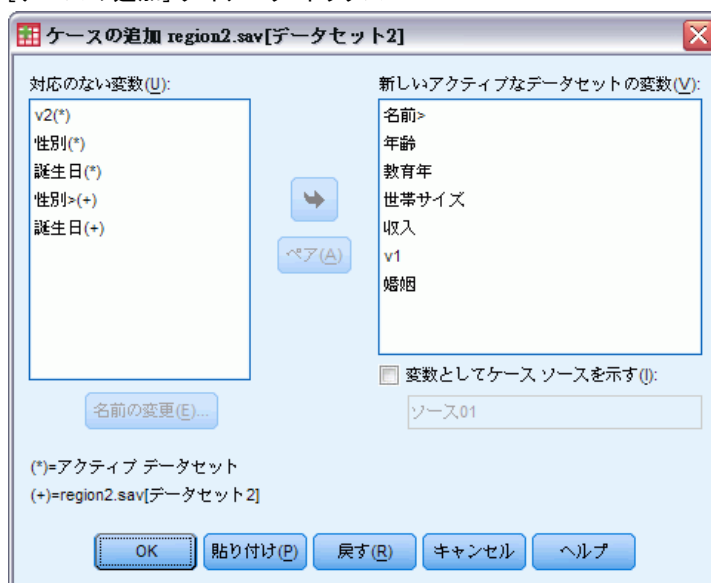 ケースの追加 region2.sav[データセット2]
対応のない変数(U):
v2(*)
性別(*)
誕生日(*)
性別>(+)
誕生日(+)
ペア(A)
名前の変更(E)...
新しいアクティブなデータセットの変数(V):
名前>
年齢
教育年
世帯サイズ
収入
v1
婚姻
変数としてケース ソースを示す(I):
ソース01
(*)=アクティブ データセット
(+)=region2.sav[データセット2]
OK
貼り付け(P)
戻す(R)
キャンセル
ヘルプ